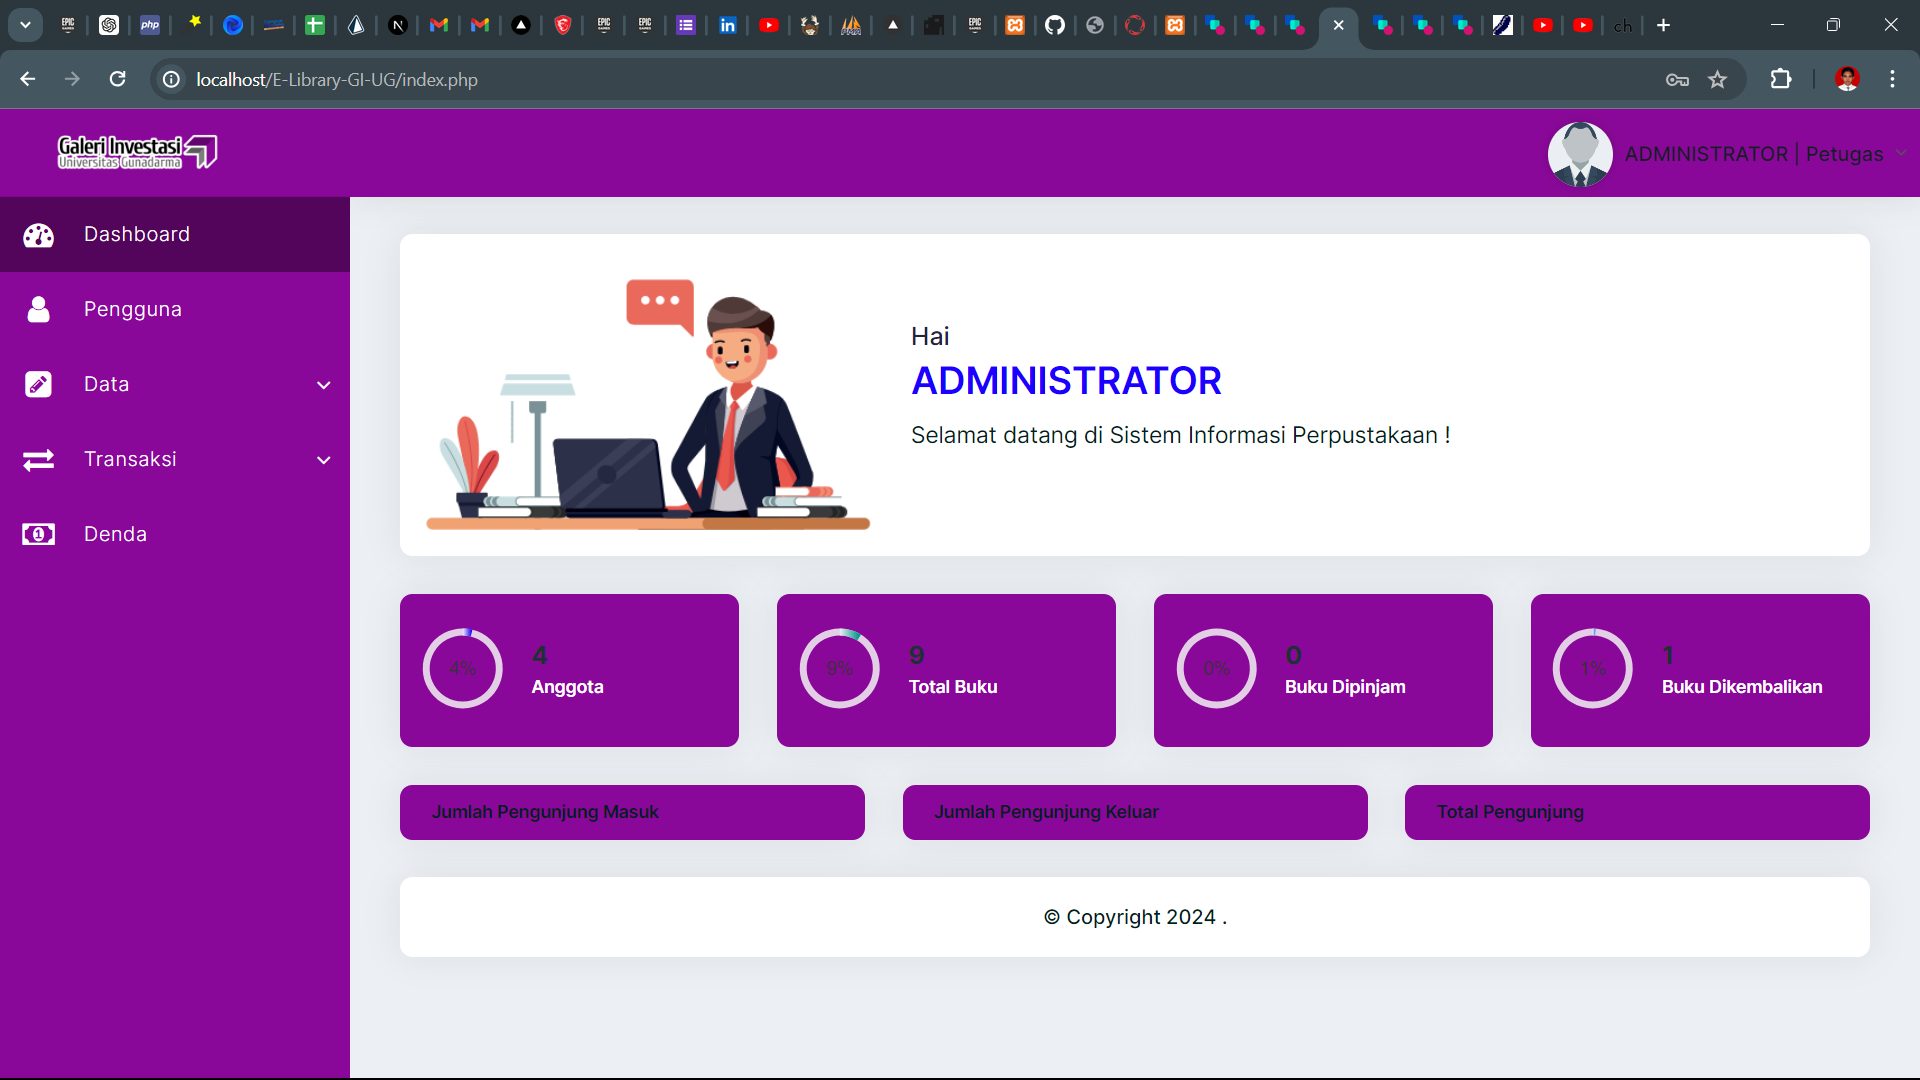 localhost/E-Library-GI-UG/index.php
Galeri Investasi
Universitas Gunadarma
ADMINISTRATOR | Petugas
Dashboard
Pengguna
Data
Transaksi
Denda
Hai
ADMINISTRATOR
Selamat datang di Sistem Informasi Perpustakaan !
4%
4
Anggota
9%
9
Total Buku
0%
0
Buku Dipinjam
1%
1
Buku Dikembalikan
Jumlah Pengunjung Masuk
Jumlah Pengunjung Keluar
Total Pengunjung
© Copyright 2024 .